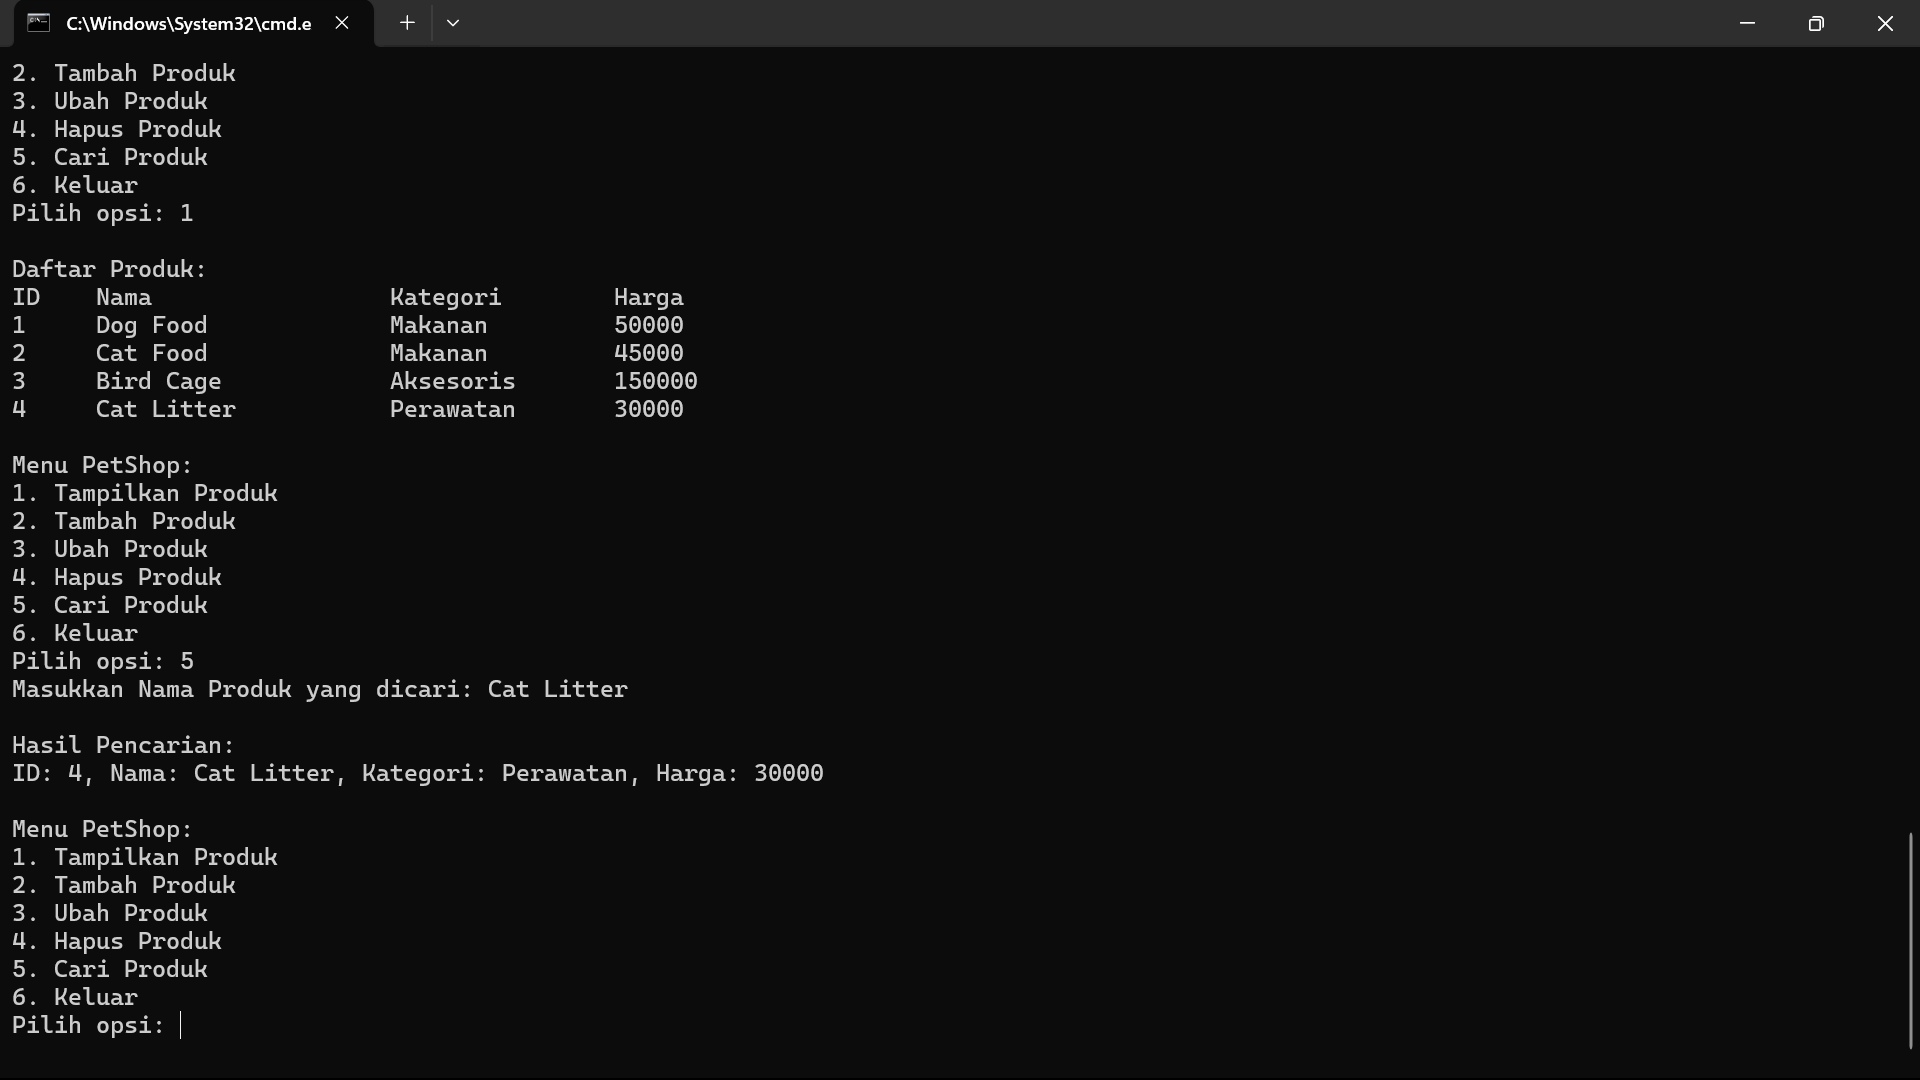 C:\Windows\System32\cmd.e
2. Tambah Produk
3. Ubah Produk
4. Hapus Produk
5. Cari Produk
6. Keluar
Pilih opsi: 1
Daftar Produk:
ID    Nama                 Kategori        Harga
1     Dog Food             Makanan         50000
2     Cat Food             Makanan         45000
3     Bird Cage            Aksesoris       150000
4     Cat Litter           Perawatan       30000
Menu PetShop:
1. Tampilkan Produk
2. Tambah Produk
3. Ubah Produk
4. Hapus Produk
5. Cari Produk
6. Keluar
Pilih opsi: 5
Masukkan Nama Produk yang dicari: Cat Litter
Hasil Pencarian:
ID: 4, Nama: Cat Litter, Kategori: Perawatan, Harga: 30000
Menu PetShop:
1. Tampilkan Produk
2. Tambah Produk
3. Ubah Produk
4. Hapus Produk
5. Cari Produk
6. Keluar
Pilih opsi: